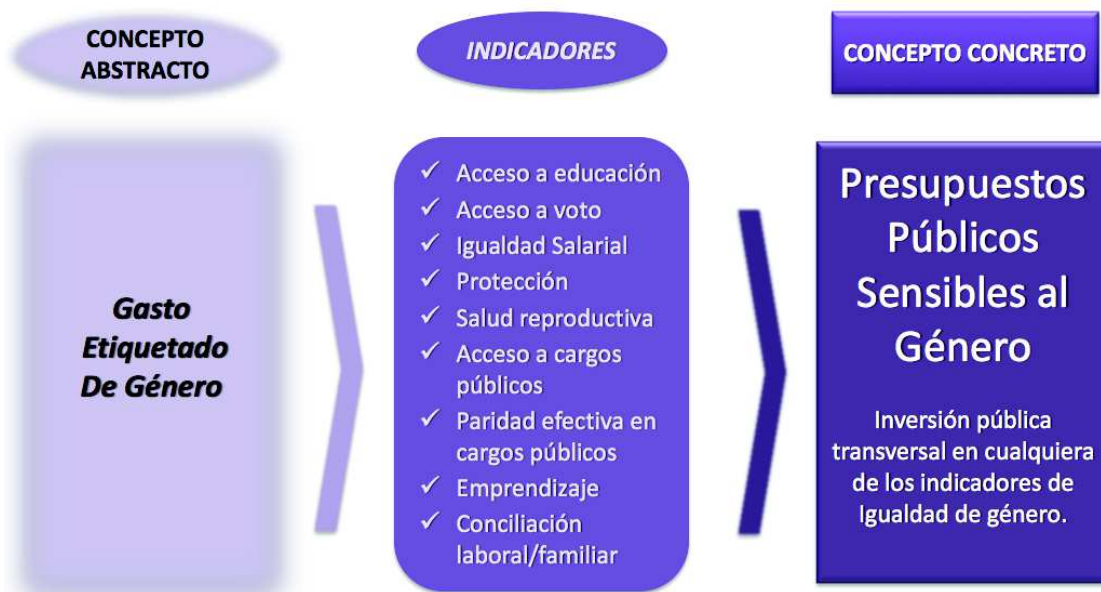 CONCEPTO
ABSTRACTO
INDICADORES
CONCEPTO CONCRETO
Gasto
Etiquetado
De Género
✓ Acceso a educación
✓ Acceso a voto
✓ Igualdad Salarial
✓ Protección
✓ Salud reproductiva
✓ Acceso a cargos
públicos
✓ Paridad efectiva en
cargos públicos
✓ Emprendizaje
✓ Conciliación
laboral/familiar
Presupuestos
Públicos
Sensibles al
Género
Inversión pública
transversal en cualquiera
de los indicadores de
Igualdad de género.